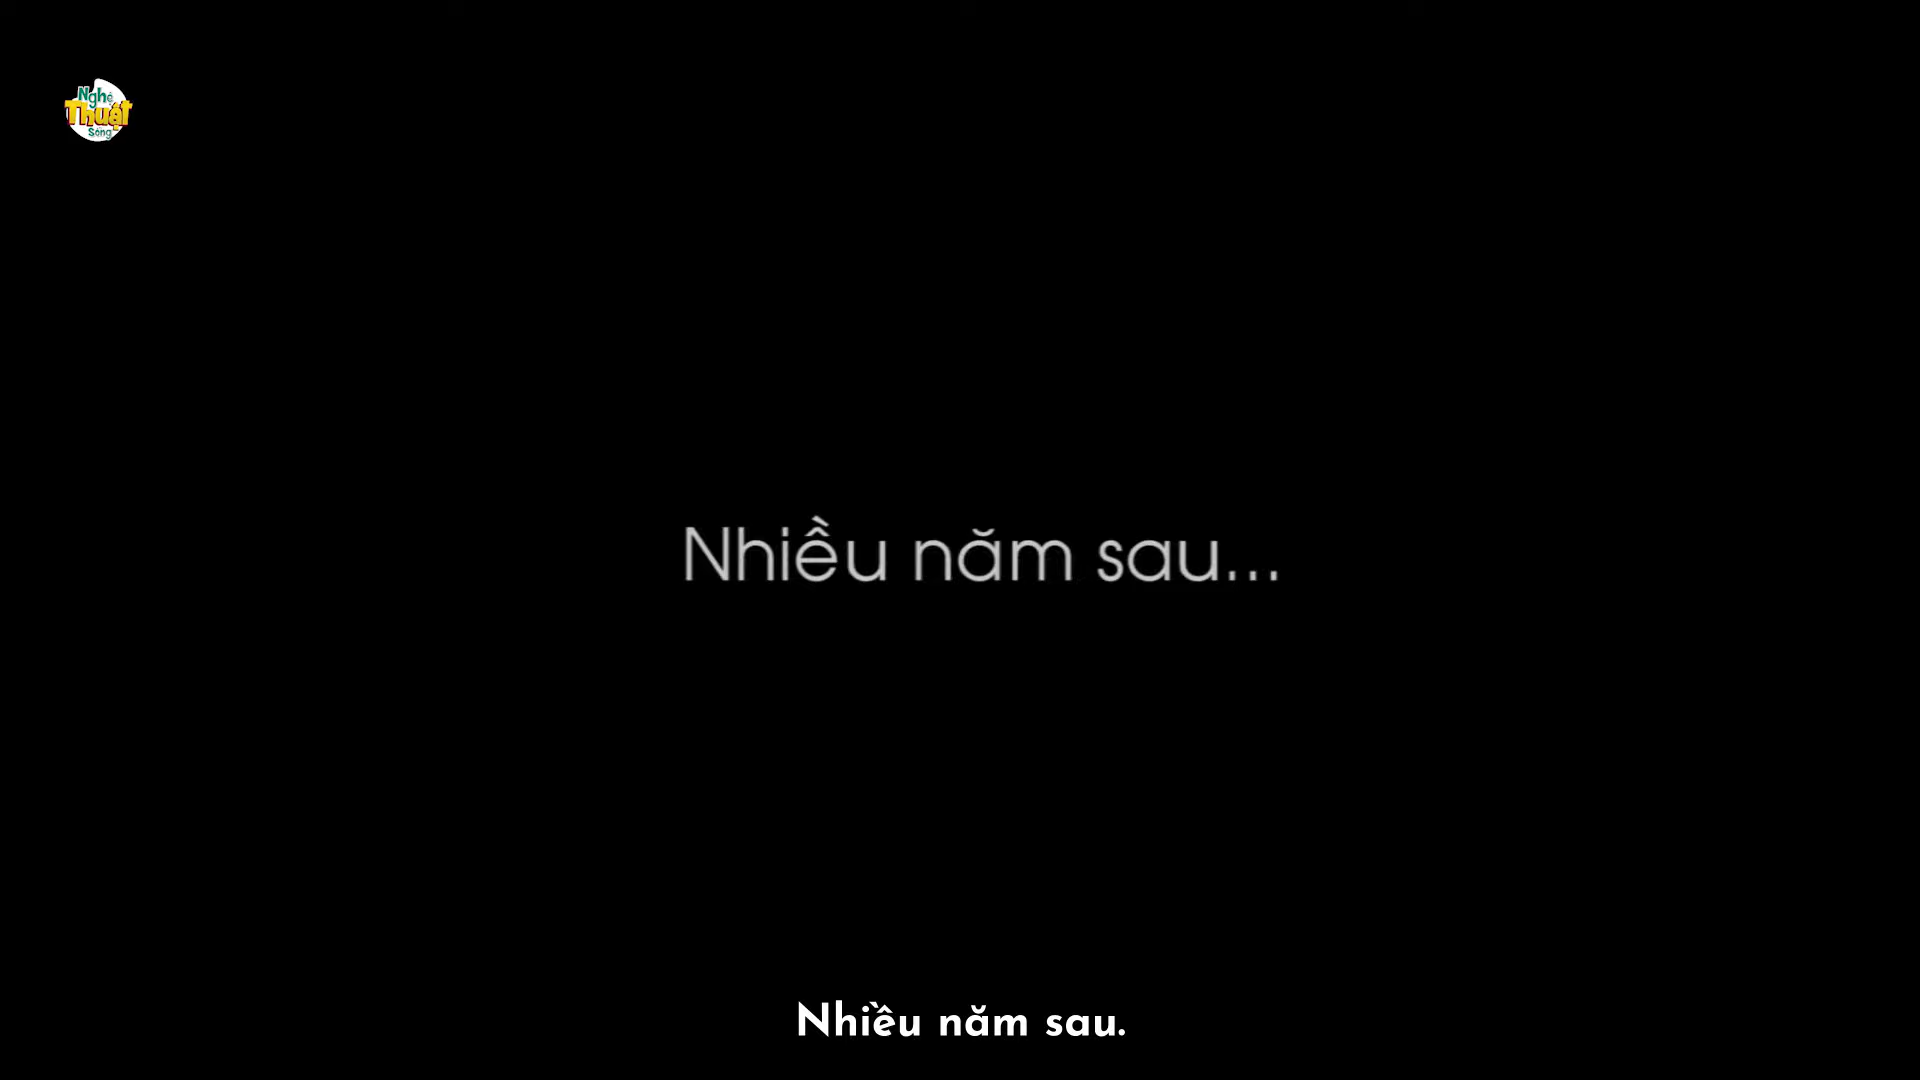 Nghệ
Thuật
Sống
Nhiều năm sau...
Nhiều năm sau.